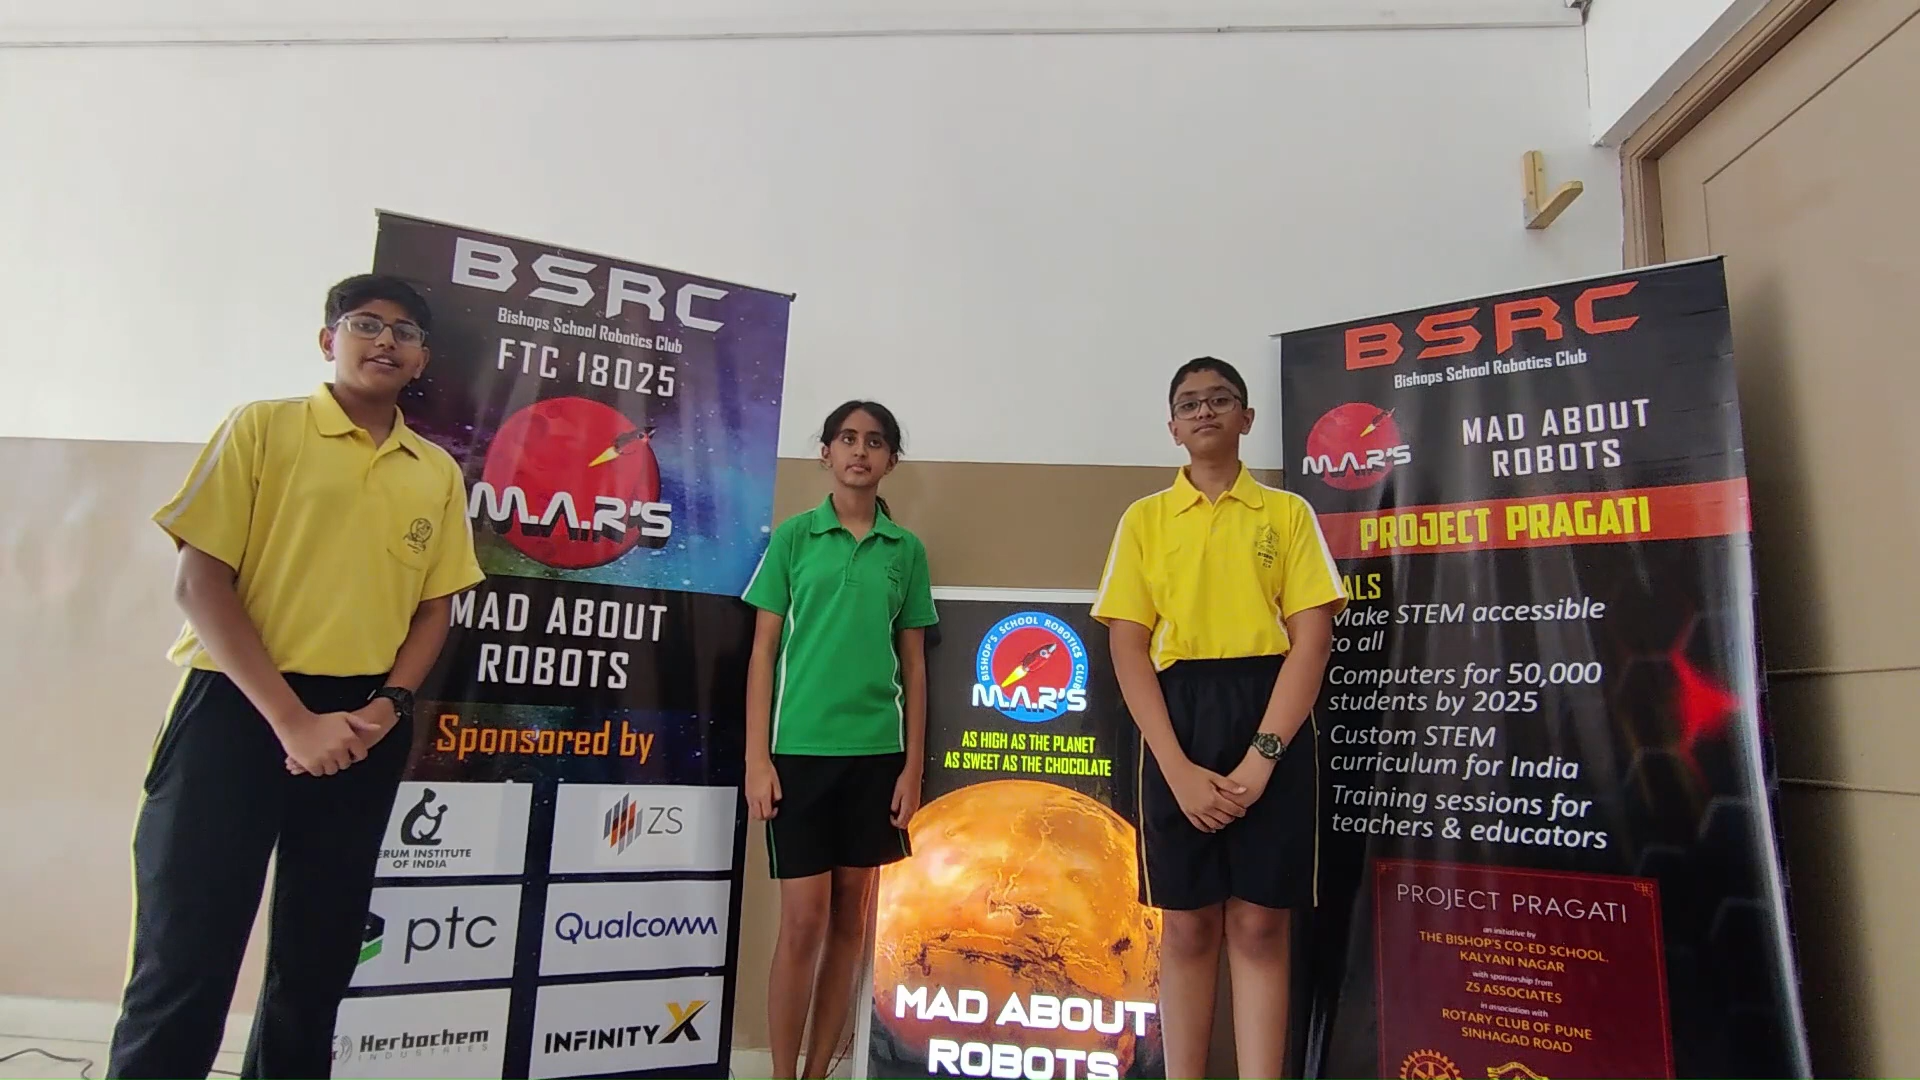 BSRC
Bishops School Robotics Club
FTC 18025
M.A.R'S
MAD ABOUT
ROBOTS
Sponsored by
ERUM INSTITUTE
OF INDIA
ZS
ptc
Qualcomm
Herbochem
INDUSTRIES
INFINITY X
BISHOP'S SCHOOL ROBOTICS CLUB
M.A.R'S
AS HIGH AS THE PLANET
AS SWEET AS THE CHOCOLATE
MAD ABOUT
ROBOTS
BSRC
Bishops School Robotics Club
M.A.R'S
MAD ABOUT
ROBOTS
PROJECT PRAGATI
ALS
Make STEM accessible
to all
Computers for 50,000
students by 2025
Custom STEM
curriculum for India
Training sessions for
teachers & educators
PROJECT PRAGATI
an initiative by
THE BISHOP'S CO-ED SCHOOL,
KALYANI NAGAR
with sponsorship from
ZS ASSOCIATES
in association with
ROTARY CLUB OF PUNE
SINHAGAD ROAD